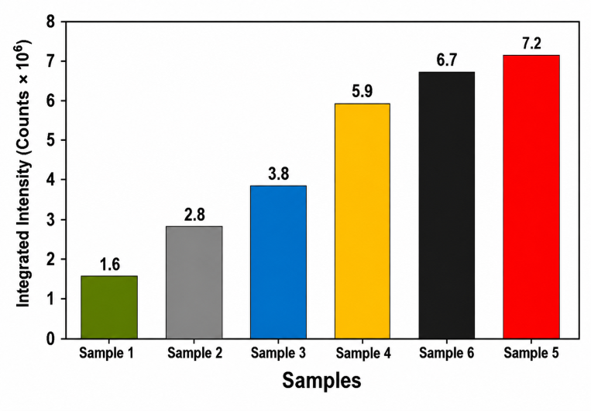 8
7
6
5
4
3
2
1
0
Integrated Intensity (Counts × 10⁶)
1.6
2.8
3.8
5.9
6.7
7.2
Sample 1
Sample 2
Sample 3
Sample 4
Sample 6
Sample 5
Samples